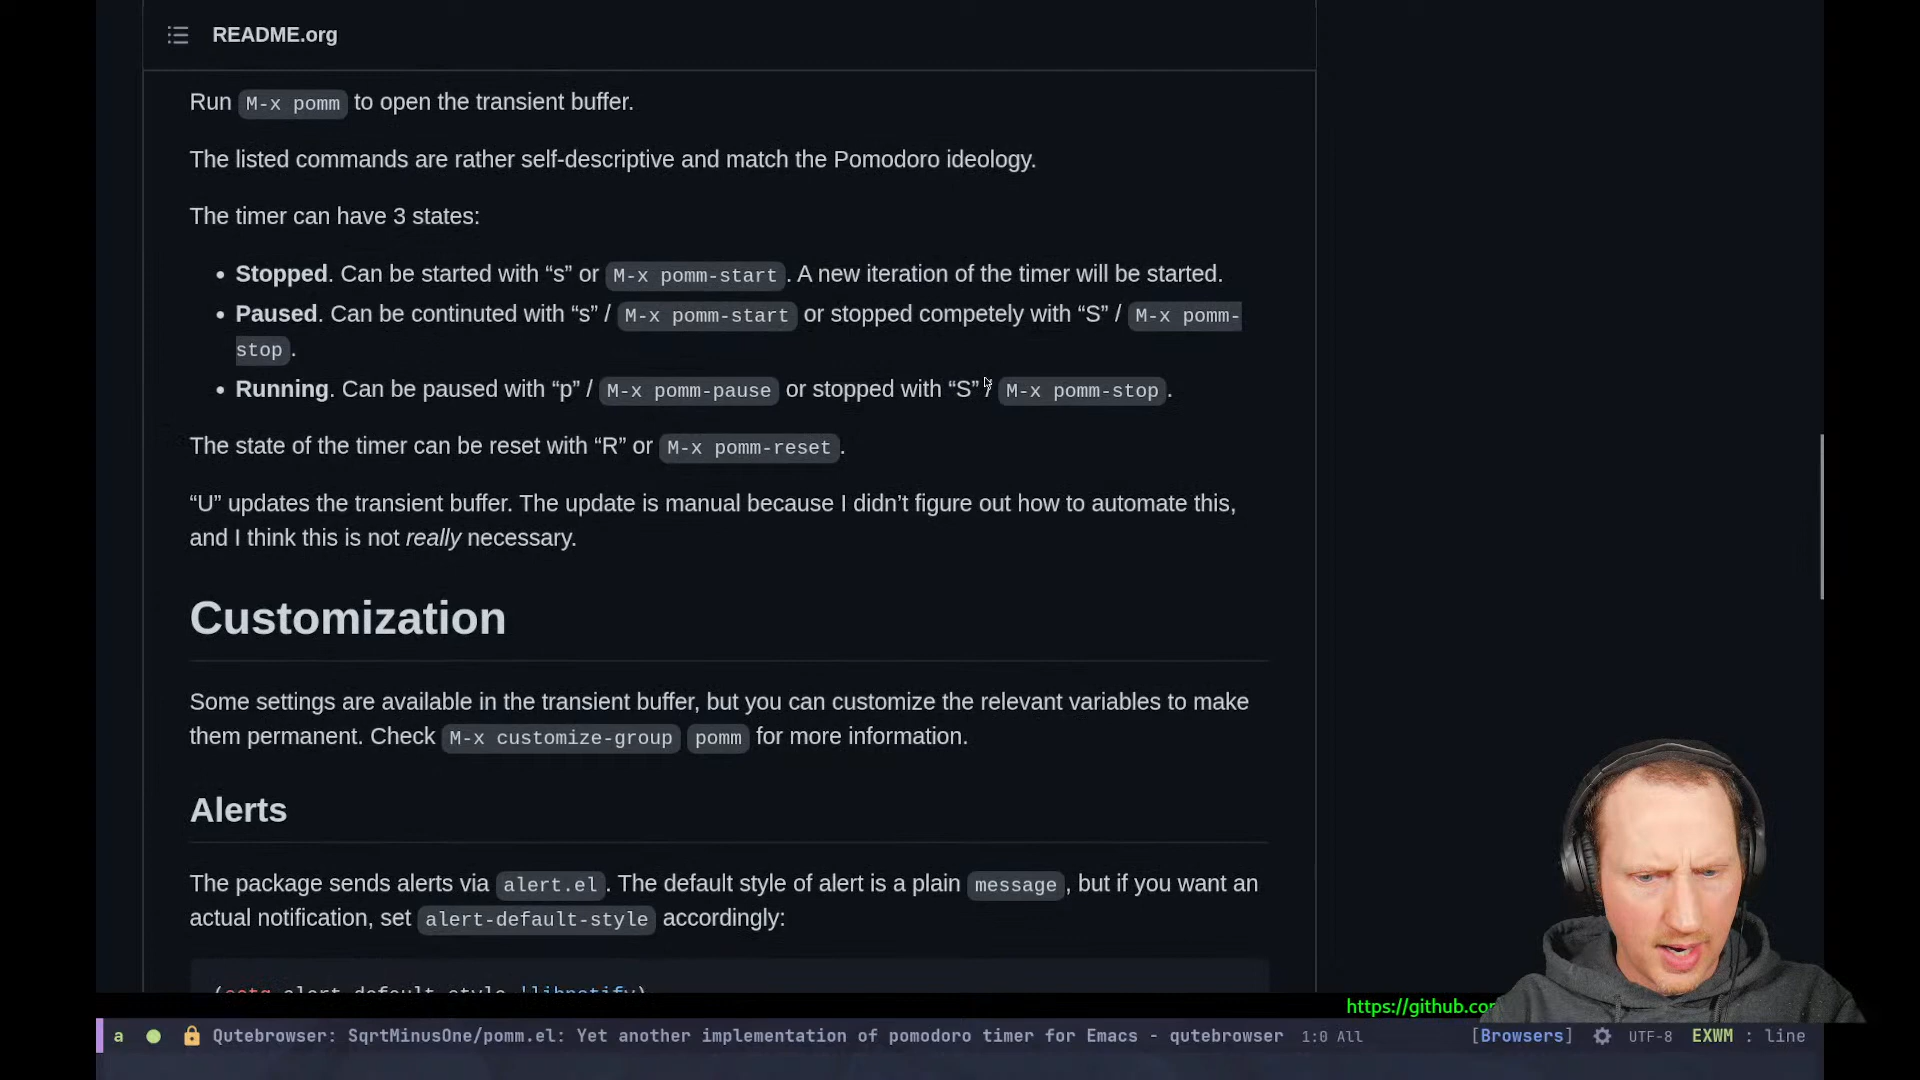 README.org
Run M-x pomm to open the transient buffer.
The listed commands are rather self-descriptive and match the Pomodoro ideology.
The timer can have 3 states:
• Stopped. Can be started with “s” or M-x pomm-start. A new iteration of the timer will be started.
• Paused. Can be continuted with “s” / M-x pomm-start or stopped competely with “S” / M-x pomm-
stop.
• Running. Can be paused with “p” / M-x pomm-pause or stopped with “S” / M-x pomm-stop.
The state of the timer can be reset with “R” or M-x pomm-reset.
“U” updates the transient buffer. The update is manual because I didn’t figure out how to automate this,
and I think this is not really necessary.
Customization
Some settings are available in the transient buffer, but you can customize the relevant variables to make
them permanent. Check M-x customize-group pomm for more information.
Alerts
The package sends alerts via alert.el. The default style of alert is a plain message, but if you want an
actual notification, set alert-default-style accordingly:
(setq alert-default-style 'libnotify)
https://github.co
a Qutebrowser: SqrtMinusOne/pomm.el: Yet another implementation of pomodoro timer for Emacs - qutebrowser 1:0 All [Browsers] UTF-8 EXWM : line